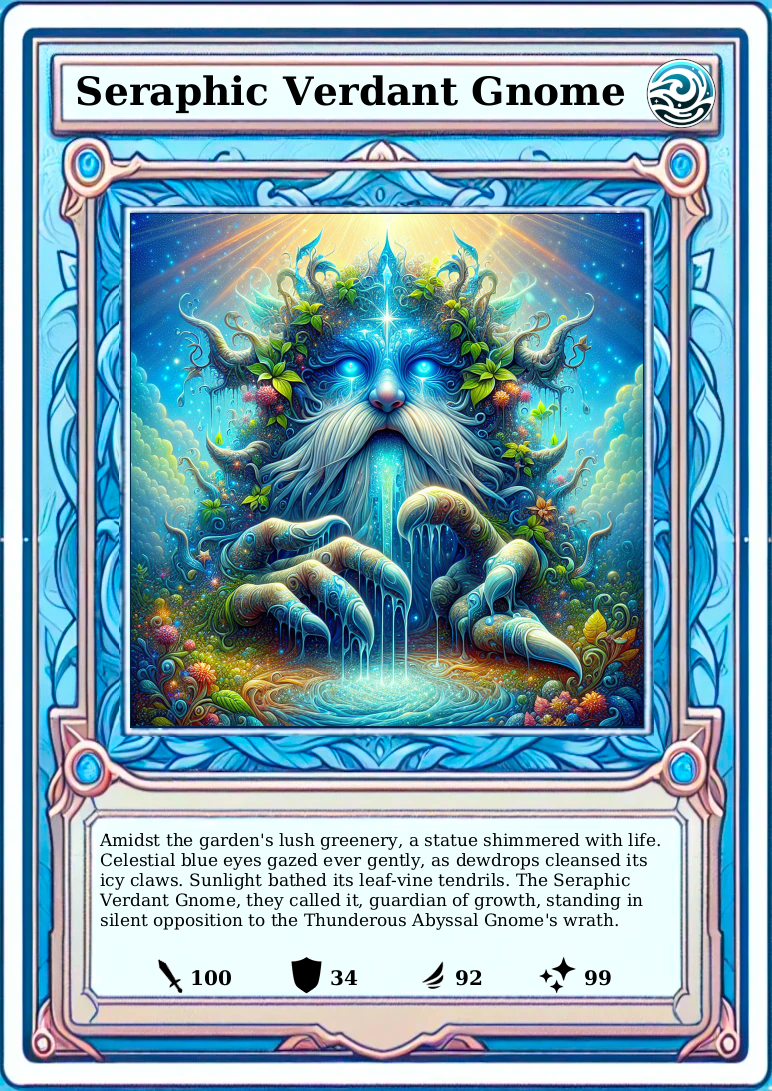 Seraphic Verdant Gnome
Amidst the garden's lush greenery, a statue shimmered with life.
Celestial blue eyes gazed ever gently, as dewdrops cleansed its
icy claws. Sunlight bathed its leaf-vine tendrils. The Seraphic
Verdant Gnome, they called it, guardian of growth, standing in
silent opposition to the Thunderous Abyssal Gnome's wrath.
100 34 92 99